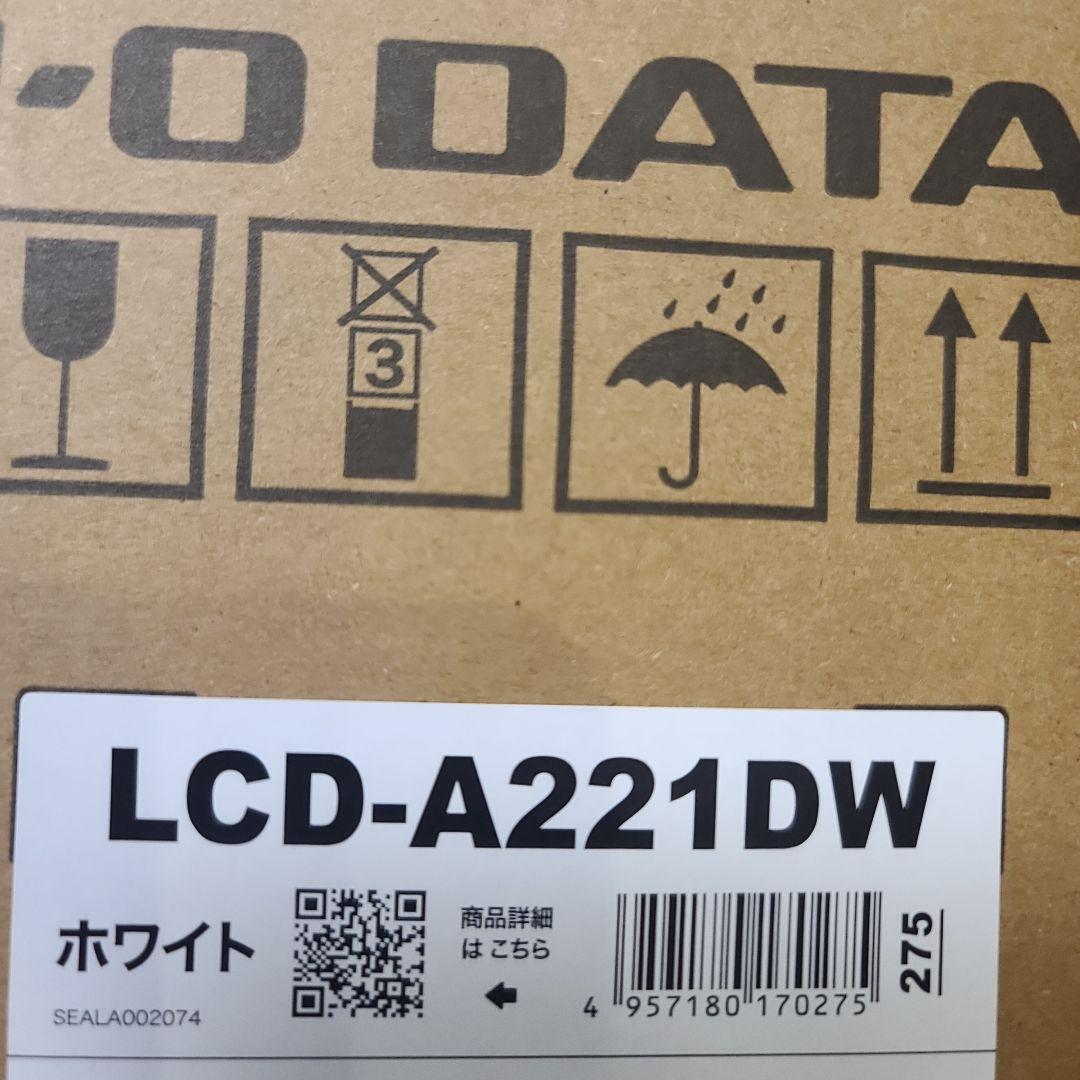 I-O DATA
3
LCD-A221DW
ホワイト
商品詳細
は こちら
SEALA002074
4 957180 170275
275